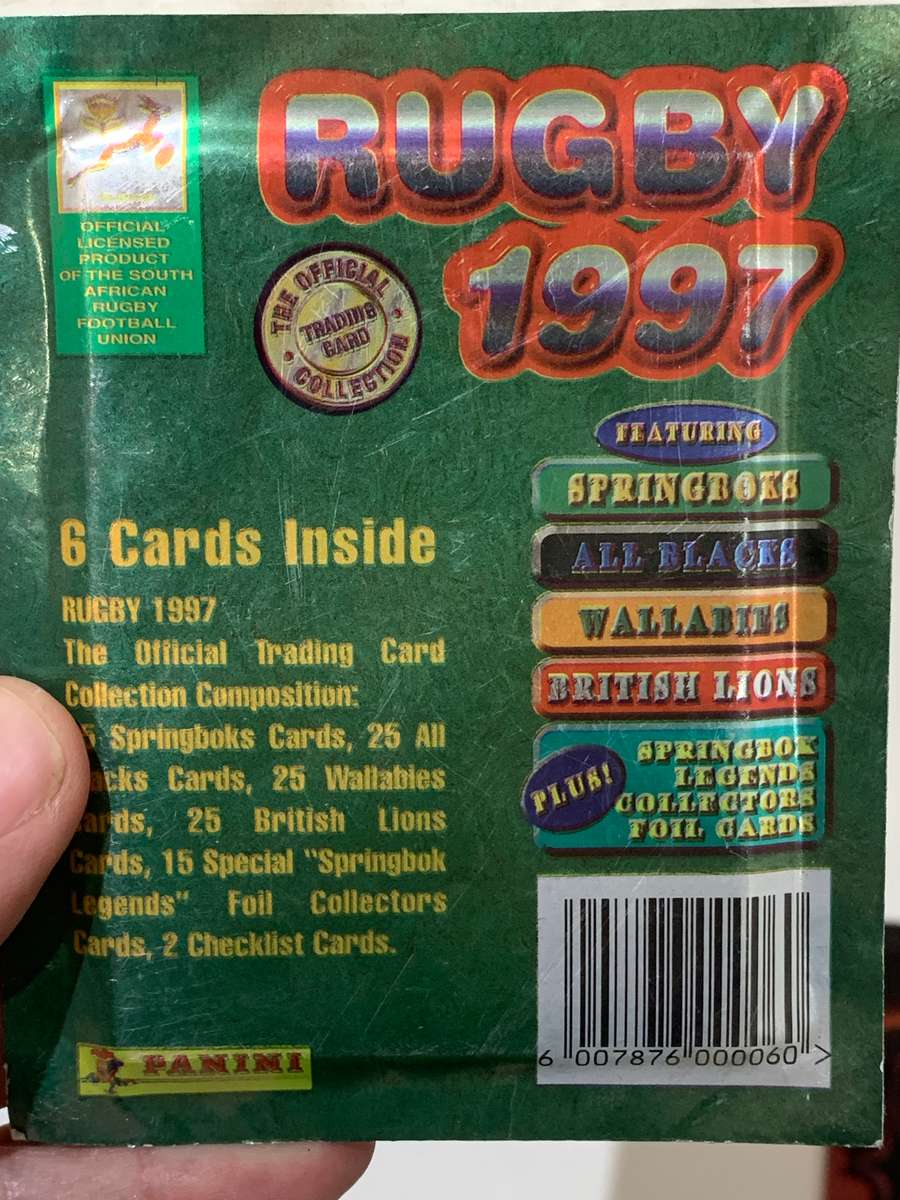 RUGBY
1997
OFFICIAL
LICENSED
PRODUCT
OF THE SOUTH
AFRICAN
RUGBY
FOOTBALL
UNION
THE OFFICIAL
TRADING
CARD
COLLECTION
FEATURING
SPRINGBOKS
ALL BLACKS
WALLABIES
BRITISH LIONS
PLUS!
SPRINGBOK
LEGENDS
COLLECTORS
FOIL CARDS
6 Cards Inside
RUGBY 1997
The Official Trading Card
Collection Composition:
5 Springboks Cards, 25 All
acks Cards, 25 Wallabies
ards, 25 British Lions
Cards, 15 Special "Springbok
Legends" Foil Collectors
Cards, 2 Checklist Cards.
PANINI
6 007876 000060 >